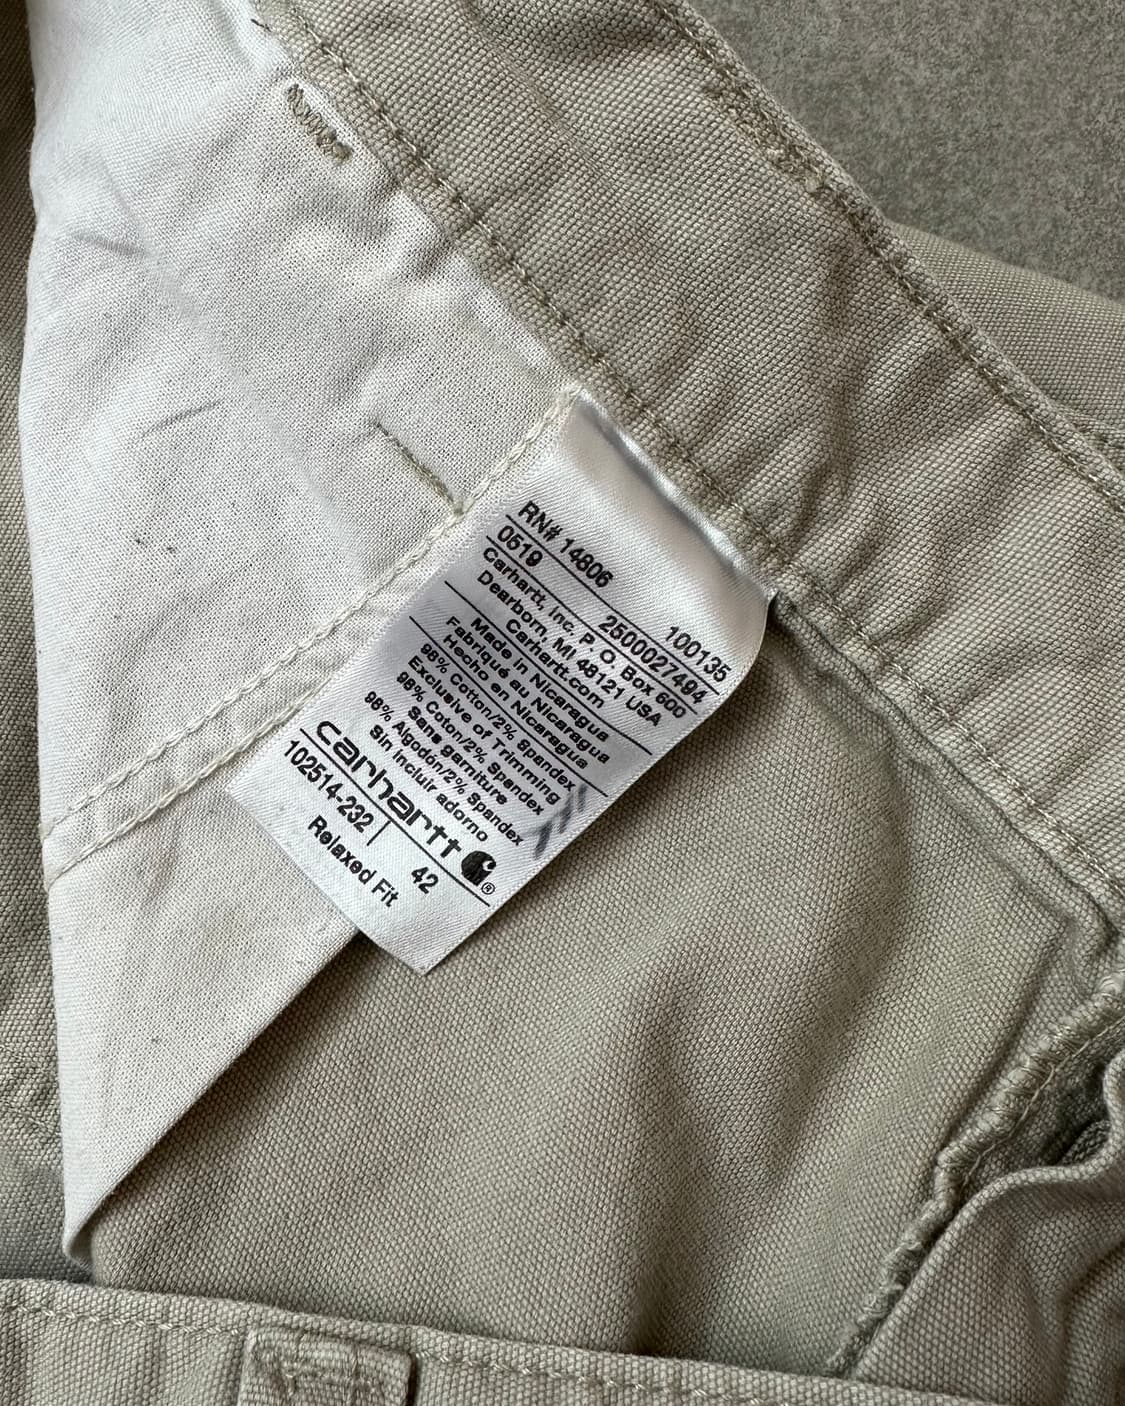 RN# 14806 100135
0519 2500027494
Carhartt, Inc. P. O. Box 600
Dearborn, MI 48121 USA
Carhartt.com
Made in Nicaragua
Fabriqué au Nicaragua
Hecho en Nicaragua
98% Cotton/2% Spandex
Exclusive of Trimming
98% Coton/2% Spandex
Sans garniture
98% Algodón/2% Spandex
Sin incluir adorno
carhartt ®
102514-232 42
Relaxed Fit